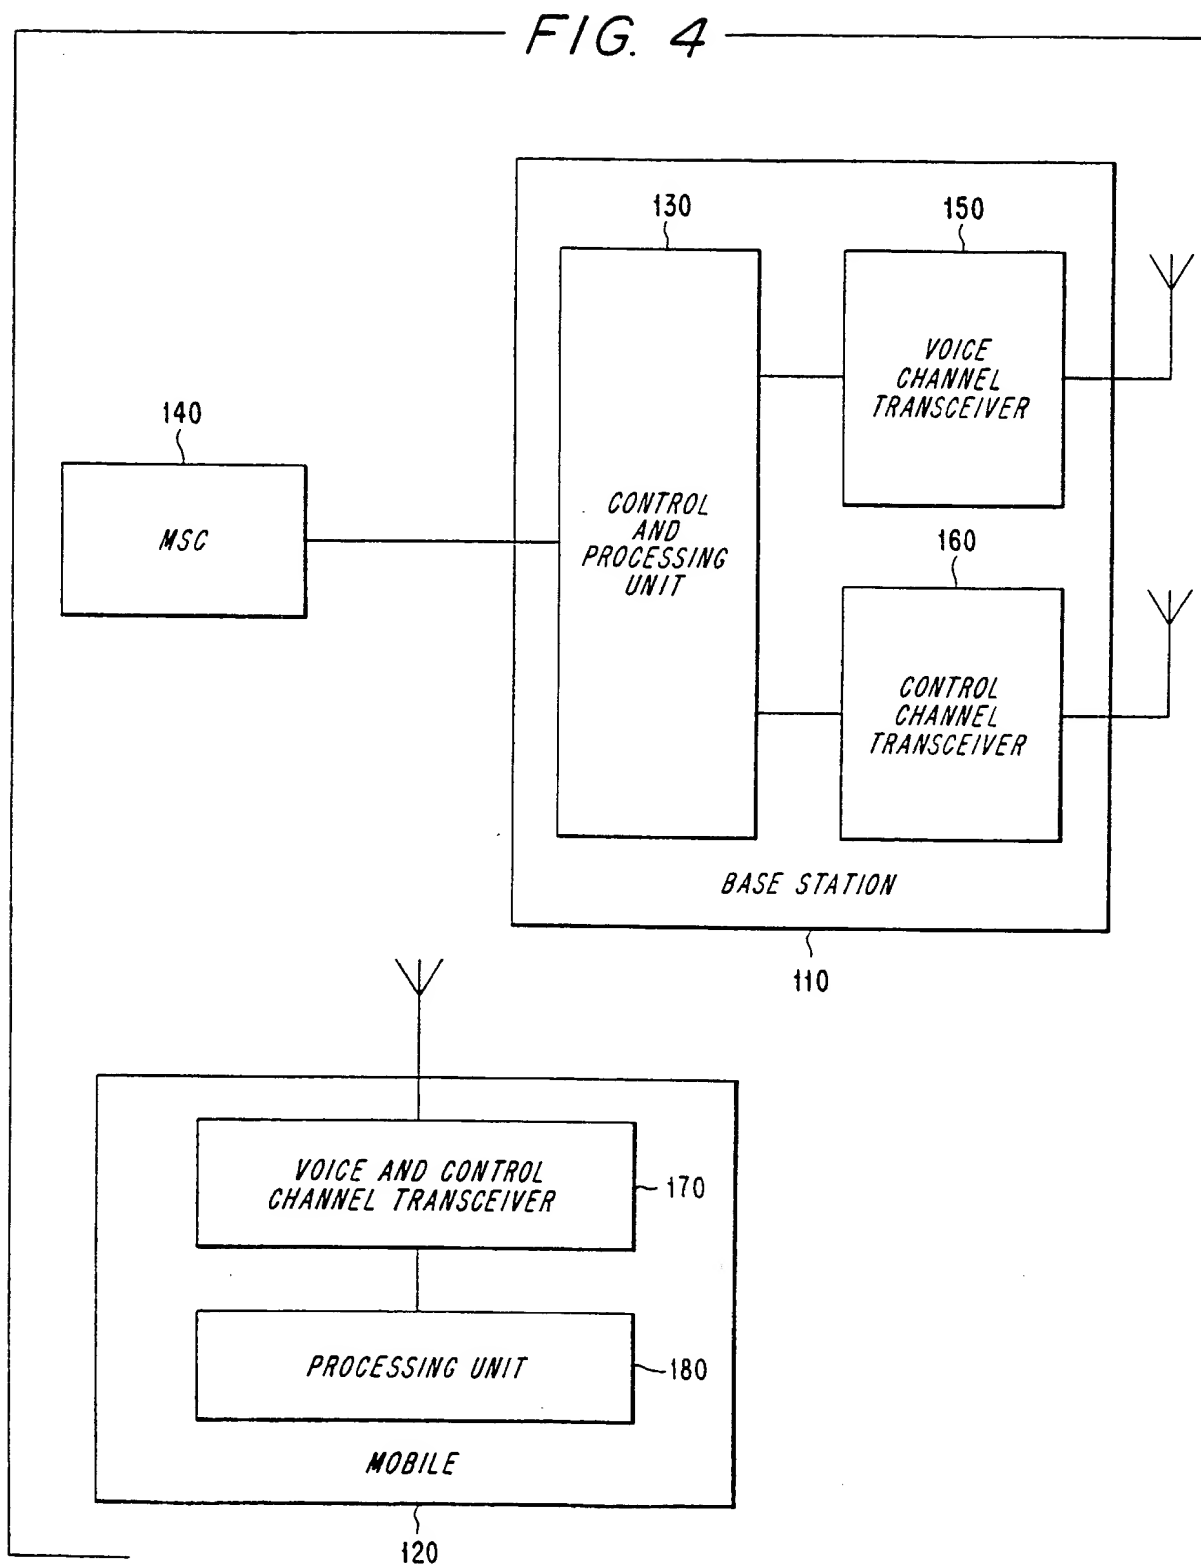 FIG. 4
130
150
VOICE
CHANNEL
TRANSCEIVER
140
MSC
CONTROL
AND
PROCESSING
UNIT
160
CONTROL
CHANNEL
TRANSCEIVER
BASE STATION
110
VOICE AND CONTROL
CHANNEL TRANSCEIVER
170
PROCESSING UNIT
180
MOBILE
120